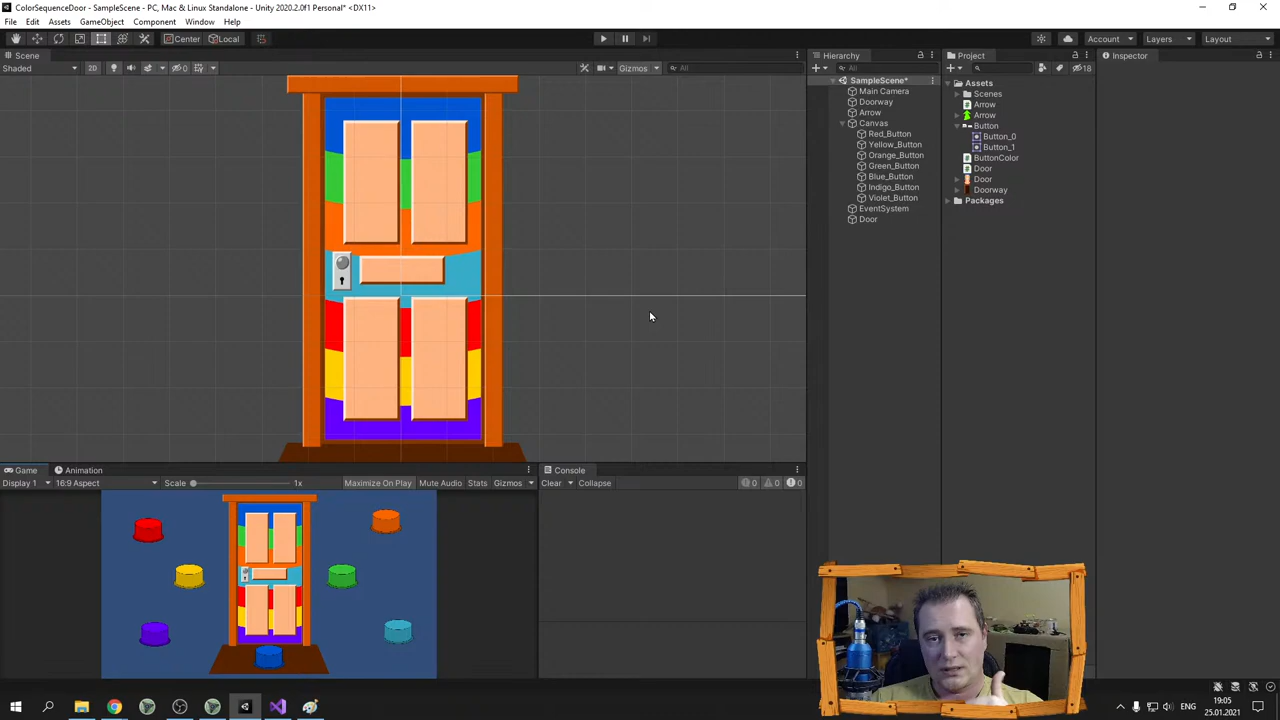 ColorSequenceDoor - SampleScene - PC, Mac & Linux Standalone - Unity 2020.2.0f1 Personal* <DX11>
File Edit Assets GameObject Component Window Help
Center Local Account Layers Layout
Scene
Shaded 2D 0 Gizmos All
Hierarchy
All
SampleScene*
Main Camera
Doorway
Arrow
Canvas
Red_Button
Yellow_Button
Orange_Button
Green_Button
Blue_Button
Indigo_Button
Violet_Button
EventSystem
Door
Project
18
Assets
Scenes
Arrow
Arrow
Button
Button_0
Button_1
ButtonColor
Door
Door
Doorway
Packages
Inspector
Game Animation
Display 1 16:9 Aspect Scale 1x Maximize On Play Mute Audio Stats Gizmos
Console
Clear Collapse 0 0 0
ENG
19:05
25.01.2021